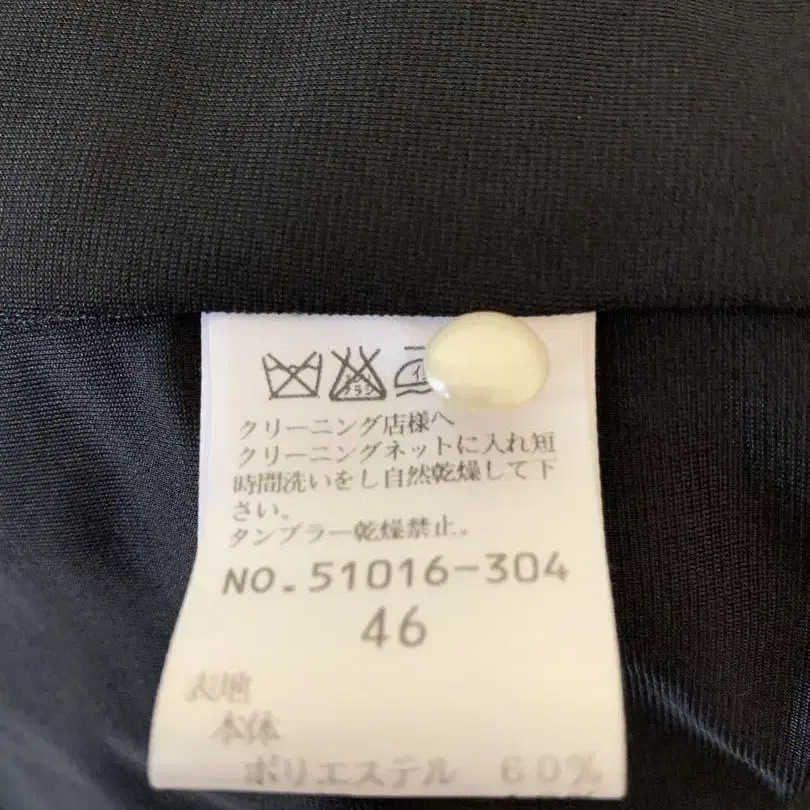 クリーニング店様へ
クリーニングネットに入れ短
時間洗いをし自然乾燥して下
さい。
タンブラー乾燥禁止。
NO.51016-304
46
表地
本体
ポリエステル 60%